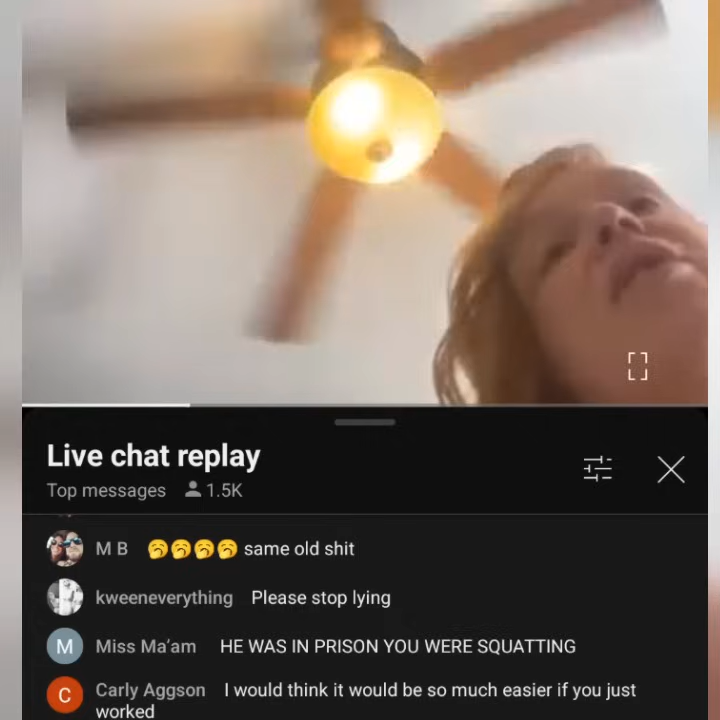 Live chat replay
Top messages 1.5K
M B 🥱🥱🥱🥱 same old shit
kweeneverything Please stop lying
M Miss Ma'am HE WAS IN PRISON YOU WERE SQUATTING
C Carly Aggson I would think it would be so much easier if you just
worked